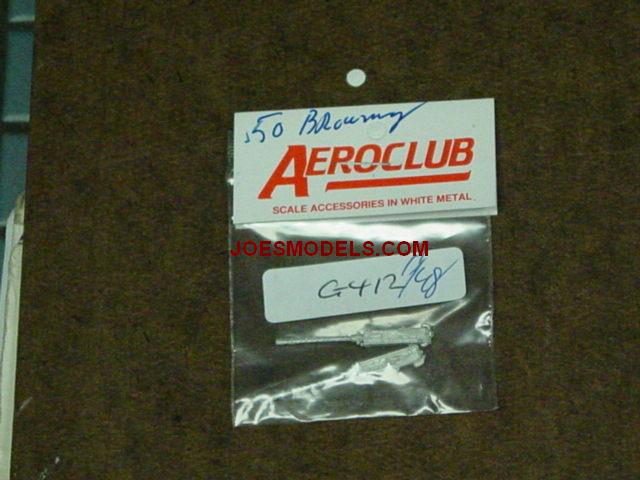 .50 Browning
AEROCLUB
SCALE ACCESSORIES IN WHITE METAL.
JOESMODELS.COM
G412 1/48